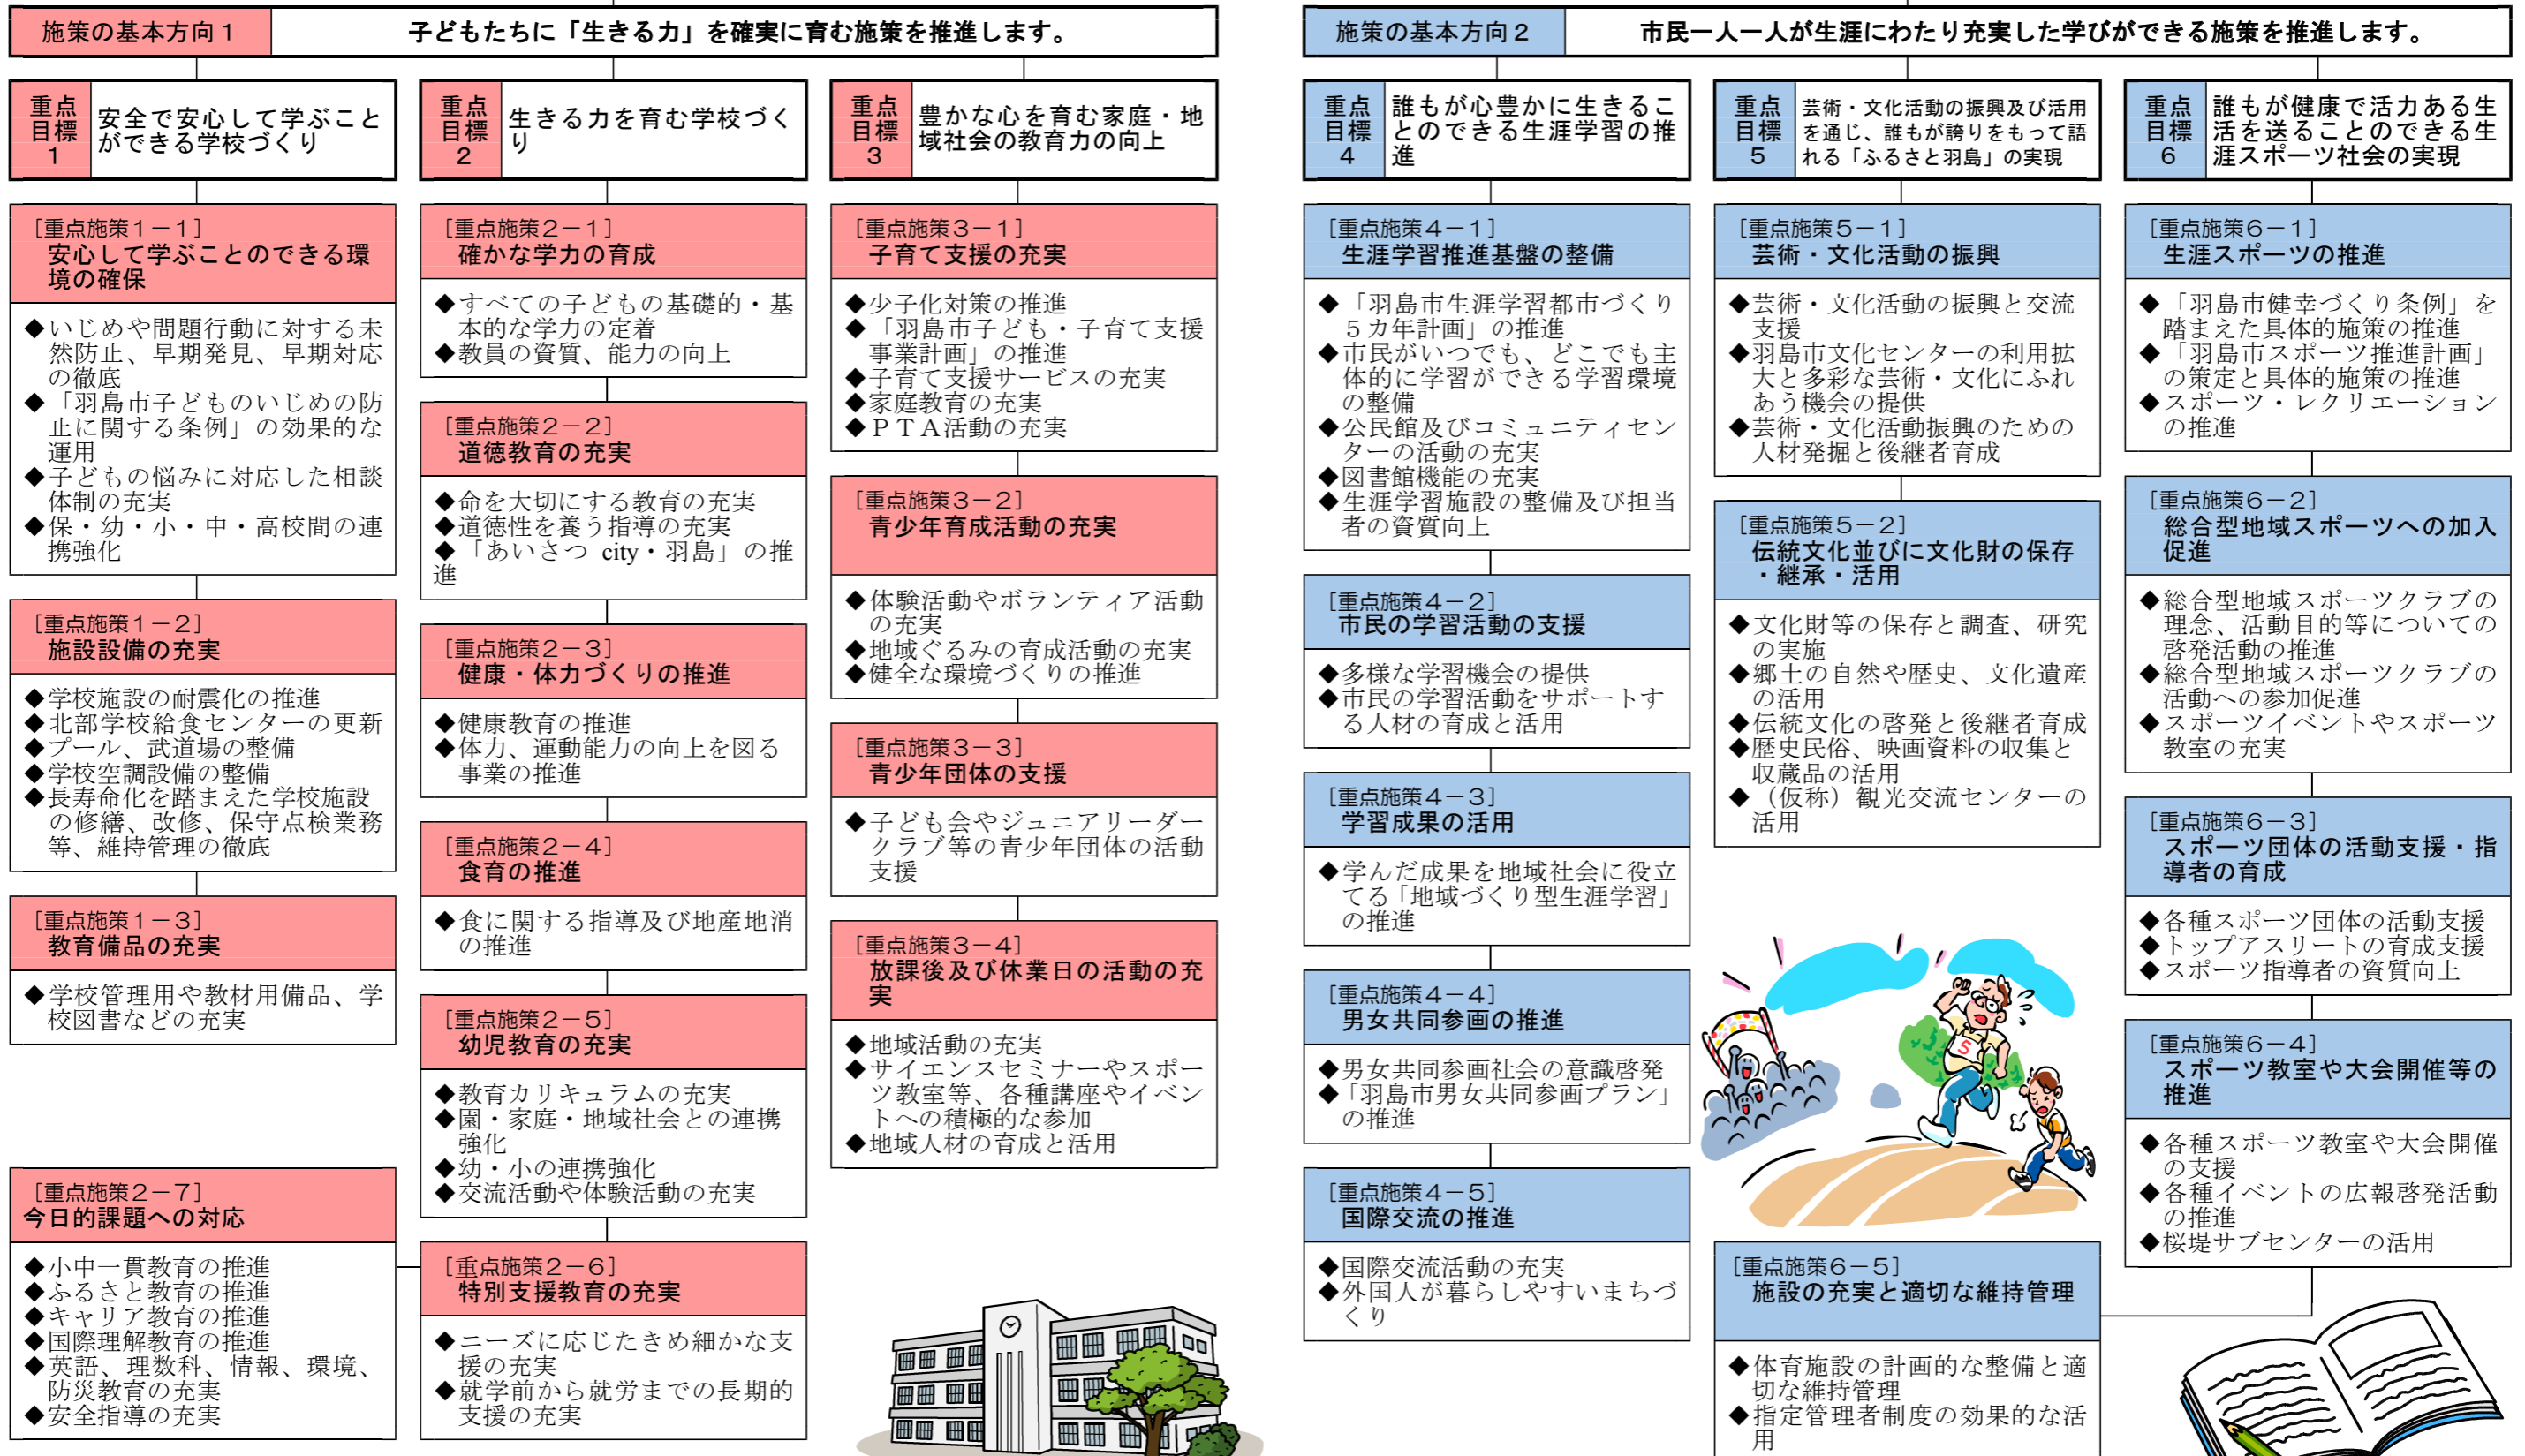 施策の基本方向1
子どもたちに「生きる力」を確実に育む施策を推進します。
重点
目標
1
安全で安心して学ぶこと
ができる学校づくり
[重点施策1－1]
安心して学ぶことのできる環
境の確保
◆いじめや問題行動に対する未
然防止、早期発見、早期対応
の徹底
◆「羽島市子どものいじめの防
止に関する条例」の効果的な
運用
◆子どもの悩みに対応した相談
体制の充実
◆保・幼・小・中・高校間の連
携強化
[重点施策1－2]
施設設備の充実
◆学校施設の耐震化の推進
◆北部学校給食センターの更新
◆プール、武道場の整備
◆学校空調設備の整備
◆長寿命化を踏まえた学校施設
の修繕、改修、保守点検業務
等、維持管理の徹底
[重点施策1－3]
教育備品の充実
◆学校管理用や教材用備品、学
校図書などの充実
重点
目標
2
生きる力を育む学校づく
り
[重点施策2－1]
確かな学力の育成
◆すべての子どもの基礎的・基
本的な学力の定着
◆教員の資質、能力の向上
[重点施策2－2]
道徳教育の充実
◆命を大切にする教育の充実
◆道徳性を養う指導の充実
◆「あいさつ city・羽島」の推
進
[重点施策2－3]
健康・体力づくりの推進
◆健康教育の推進
◆体力、運動能力の向上を図る
事業の推進
[重点施策2－4]
食育の推進
◆食に関する指導及び地産地消
の推進
[重点施策2－5]
幼児教育の充実
◆教育カリキュラムの充実
◆園・家庭・地域社会との連携
強化
◆幼・小の連携強化
◆交流活動や体験活動の充実
[重点施策2－6]
特別支援教育の充実
◆ニーズに応じたきめ細かな支
援の充実
◆就学前から就労までの長期的
支援の充実
[重点施策2－7]
今日的課題への対応
◆小中一貫教育の推進
◆ふるさと教育の推進
◆キャリア教育の推進
◆国際理解教育の推進
◆英語、理数科、情報、環境、
防災教育の充実
◆安全指導の充実
重点
目標
3
豊かな心を育む家庭・地
域社会の教育力の向上
[重点施策3－1]
子育て支援の充実
◆少子化対策の推進
◆「羽島市子ども・子育て支援
事業計画」の推進
◆子育て支援サービスの充実
◆家庭教育の充実
◆ＰＴＡ活動の充実
[重点施策3－2]
青少年育成活動の充実
◆体験活動やボランティア活動
の充実
◆地域ぐるみの育成活動の充実
◆健全な環境づくりの推進
[重点施策3－3]
青少年団体の支援
◆子ども会やジュニアリーダー
クラブ等の青少年団体の活動
支援
[重点施策3－4]
放課後及び休業日の活動の充
実
◆地域活動の充実
◆サイエンスセミナーやスポー
ツ教室等、各種講座やイベン
トへの積極的な参加
◆地域人材の育成と活用
施策の基本方向2
市民一人一人が生涯にわたり充実した学びができる施策を推進します。
重点
目標
4
誰もが心豊かに生きるこ
とのできる生涯学習の推
進
[重点施策4－1]
生涯学習推進基盤の整備
◆「羽島市生涯学習都市づくり
５カ年計画」の推進
◆市民がいつでも、どこでも主
体的に学習ができる学習環境
の整備
◆公民館及びコミュニティセン
ターの活動の充実
◆図書館機能の充実
◆生涯学習施設の整備及び担当
者の資質向上
[重点施策4－2]
市民の学習活動の支援
◆多様な学習機会の提供
◆市民の学習活動をサポートす
る人材の育成と活用
[重点施策4－3]
学習成果の活用
◆学んだ成果を地域社会に役立
てる「地域づくり型生涯学習」
の推進
[重点施策4－4]
男女共同参画の推進
◆男女共同参画社会の意識啓発
◆「羽島市男女共同参画プラン」
の推進
[重点施策4－5]
国際交流の推進
◆国際交流活動の充実
◆外国人が暮らしやすいまちづ
くり
重点
目標
5
芸術・文化活動の振興及び活用
を通じ、誰もが誇りをもって語
れる「ふるさと羽島」の実現
[重点施策5－1]
芸術・文化活動の振興
◆芸術・文化活動の振興と交流
支援
◆羽島市文化センターの利用拡
大と多彩な芸術・文化にふれ
あう機会の提供
◆芸術・文化活動振興のための
人材発掘と後継者育成
[重点施策5－2]
伝統文化並びに文化財の保存
・継承・活用
◆文化財等の保存と調査、研究
の実施
◆郷土の自然や歴史、文化遺産
の活用
◆伝統文化の啓発と後継者育成
◆歴史民俗、映画資料の収集と
収蔵品の活用
◆（仮称）観光交流センターの
活用
5
重点
目標
6
誰もが健康で活力ある生
活を送ることのできる生
涯スポーツ社会の実現
[重点施策6－1]
生涯スポーツの推進
◆「羽島市健幸づくり条例」を
踏まえた具体的施策の推進
◆「羽島市スポーツ推進計画」
の策定と具体的施策の推進
◆スポーツ・レクリエーション
の推進
[重点施策6－2]
総合型地域スポーツへの加入
促進
◆総合型地域スポーツクラブの
理念、活動目的等についての
啓発活動の推進
◆総合型地域スポーツクラブの
活動への参加促進
◆スポーツイベントやスポーツ
教室の充実
[重点施策6－3]
スポーツ団体の活動支援・指
導者の育成
◆各種スポーツ団体の活動支援
◆トップアスリートの育成支援
◆スポーツ指導者の資質向上
[重点施策6－4]
スポーツ教室や大会開催等の
推進
◆各種スポーツ教室や大会開催
の支援
◆各種イベントの広報啓発活動
の推進
◆桜堤サブセンターの活用
[重点施策6－5]
施設の充実と適切な維持管理
◆体育施設の計画的な整備と適
切な維持管理
◆指定管理者制度の効果的な活
用